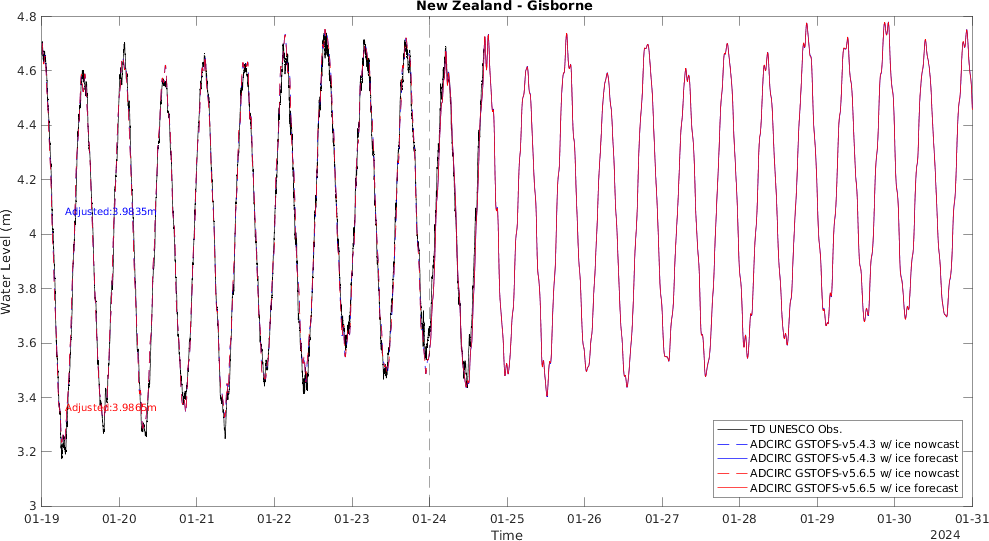 New Zealand - Gisborne
4.8
4.6
4.4
4.2
4
3.8
3.6
3.4
3.2
3
Water Level (m)
Adjusted:3.9835m
Adjusted:3.9865m
TD UNESCO Obs.
ADCIRC GSTOFS-v5.4.3 w/ ice nowcast
ADCIRC GSTOFS-v5.4.3 w/ ice forecast
ADCIRC GSTOFS-v5.6.5 w/ ice nowcast
ADCIRC GSTOFS-v5.6.5 w/ ice forecast
01-19 01-20 01-21 01-22 01-23 01-24 01-25 01-26 01-27 01-28 01-29 01-30 01-31
Time
2024